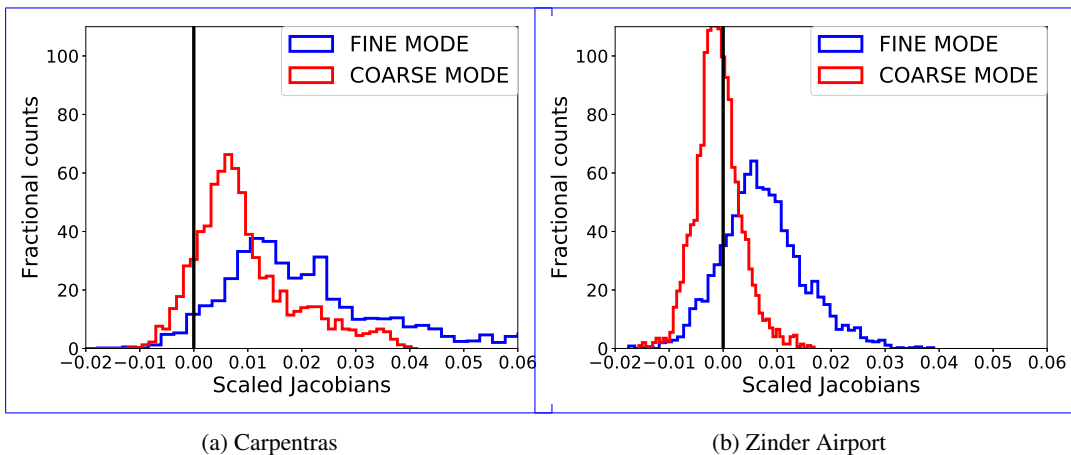 FINE MODE
COARSE MODE
Fractional counts
100
80
60
40
20
0
−0.02 −0.01 0.00 0.01 0.02 0.03 0.04 0.05 0.06
Scaled Jacobians
(a) Carpentras
FINE MODE
COARSE MODE
Fractional counts
100
80
60
40
20
0
−0.02 −0.01 0.00 0.01 0.02 0.03 0.04 0.05 0.06
Scaled Jacobians
(b) Zinder Airport